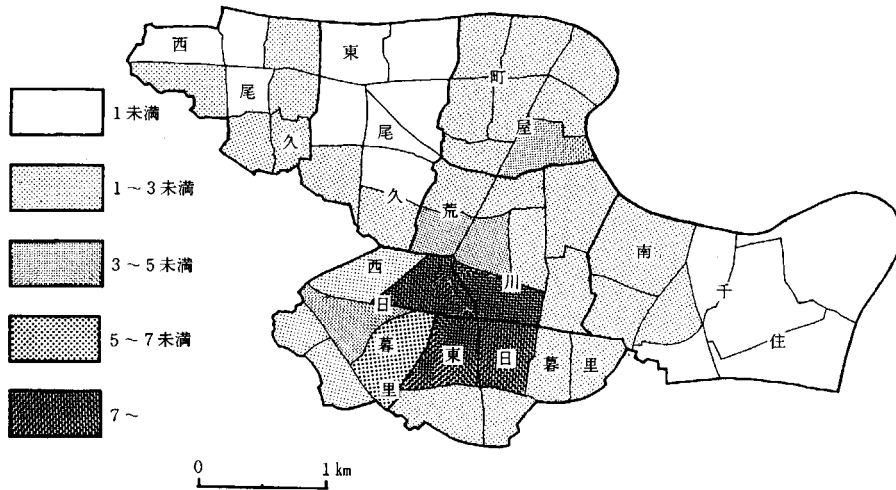 1未満
1～3未満
3～5未満
5～7未満
7～
西尾久
東尾久
町屋
荒川
南千住
西日暮里
東日暮里
0 1km